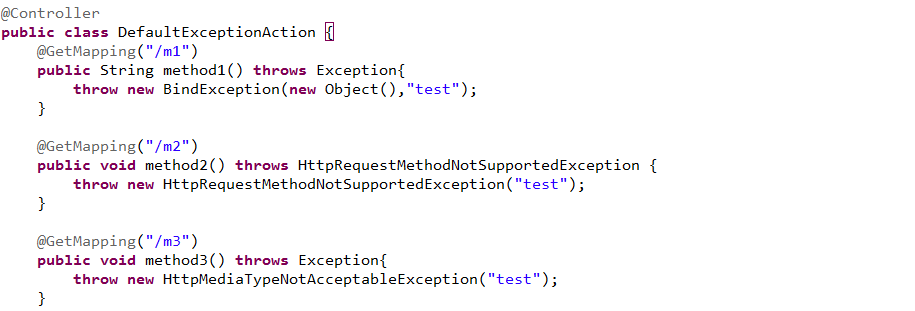 @Controller
public class DefaultExceptionAction {
    @GetMapping("/m1")
    public String method1() throws Exception{
        throw new BindException(new Object(),"test");
    }

    @GetMapping("/m2")
    public void method2() throws HttpRequestMethodNotSupportedException {
        throw new HttpRequestMethodNotSupportedException("test");
    }

    @GetMapping("/m3")
    public void method3() throws Exception{
        throw new HttpMediaTypeNotAcceptableException("test");
    }